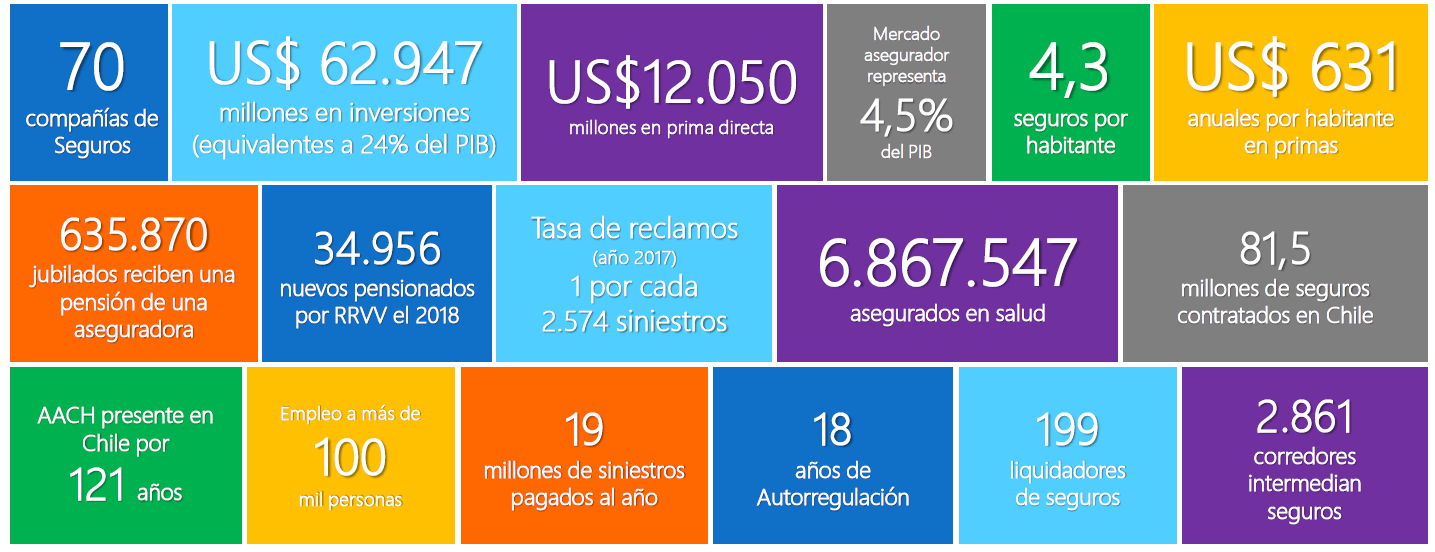 70
compañías de
Seguros
US$ 62.947
millones en inversiones
(equivalentes a 24% del PIB)
US$12.050
millones en prima directa
Mercado
asegurador
representa
4,5%
del PIB
4,3
seguros por
habitante
US$ 631
anuales por habitante
en primas
635.870
jubilados reciben una
pensión de una
aseguradora
34.956
nuevos pensionados
por RRVV el 2018
Tasa de reclamos
(año 2017)
1 por cada
2.574 siniestros
6.867.547
asegurados en salud
81,5
millones de seguros
contratados en Chile
AACH presente en
Chile por
121 años
Empleo a más de
100
mil personas
19
millones de siniestros
pagados al año
18
años de
Autorregulación
199
liquidadores
de seguros
2.861
corredores
intermedian
seguros